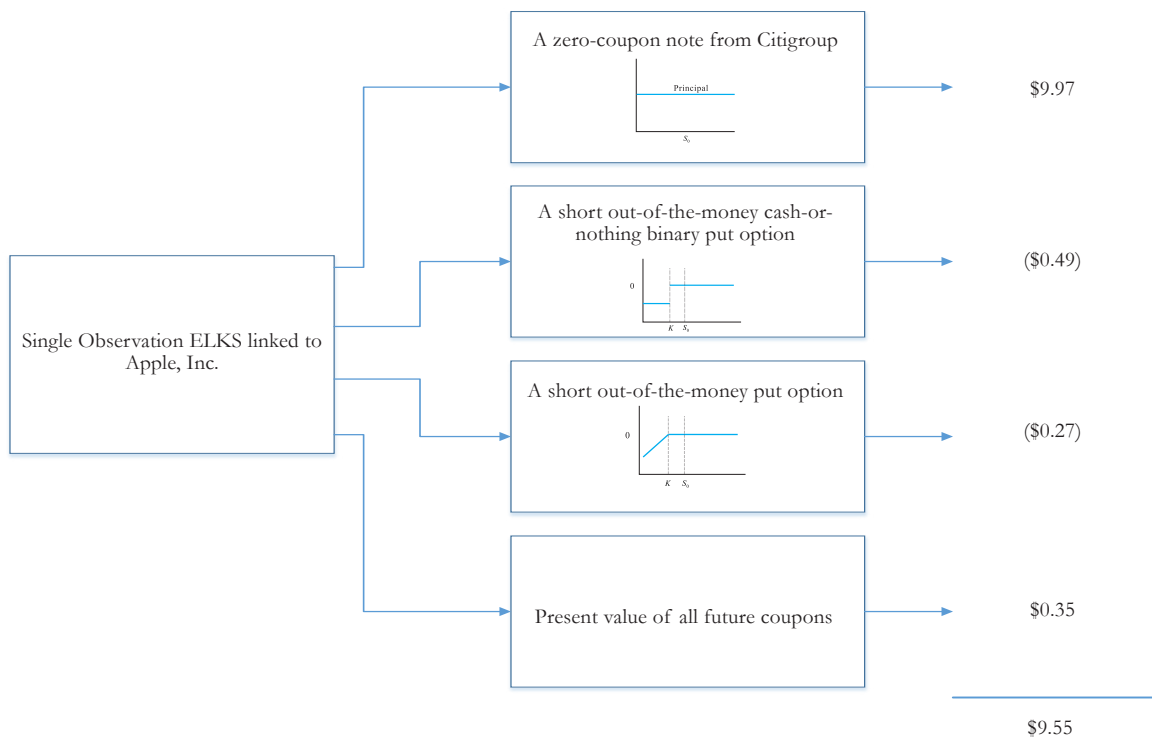 A zero-coupon note from Citigroup
Principal
S0
$9.97
A short out-of-the-money cash-or-
nothing binary put option
0
K S0
($0.49)
Single Observation ELKS linked to
Apple, Inc.
A short out-of-the-money put option
0
K S0
($0.27)
Present value of all future coupons
$0.35
$9.55